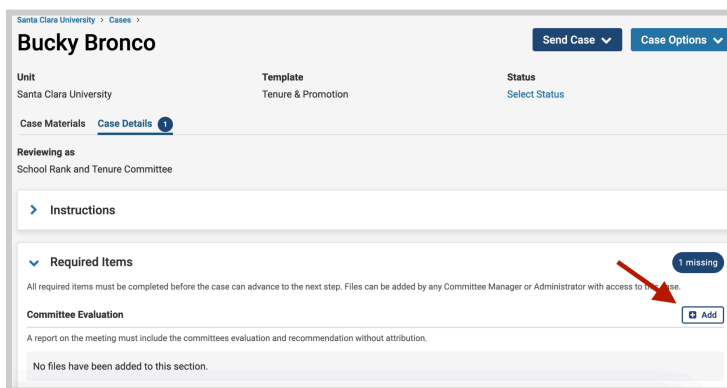 Santa Clara University > Cases >
Bucky Bronco
Send Case
Case Options
Unit
Template
Status
Santa Clara University
Tenure & Promotion
Select Status
Case Materials
Case Details 1
Reviewing as
School Rank and Tenure Committee
Instructions
Required Items
1 missing
All required items must be completed before the case can advance to the next step. Files can be added by any Committee Manager or Administrator with access to this case.
Committee Evaluation
Add
A report on the meeting must include the committees evaluation and recommendation without attribution.
No files have been added to this section.